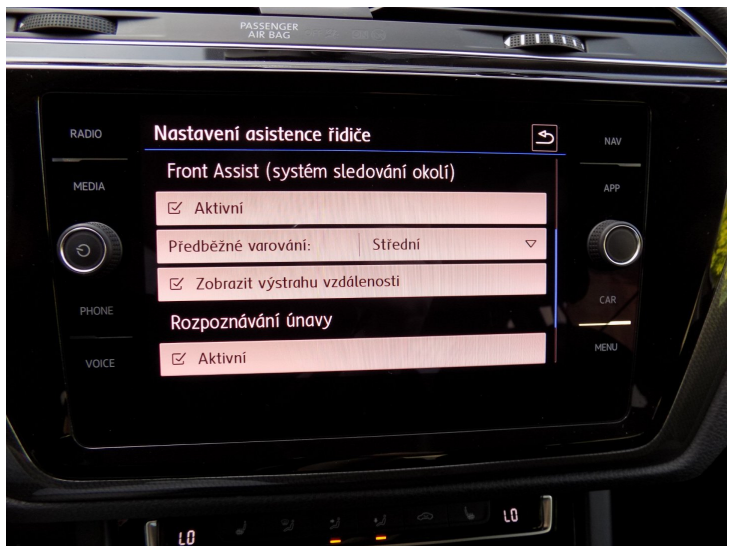 PASSENGER
AIR BAG
RADIO
Nastavení asistence řidiče
NAV
Front Assist (systém sledování okolí)
MEDIA
APP
Aktivní
Předběžné varování: Střední
Zobrazit výstrahu vzdálenosti
CAR
PHONE
Rozpoznávání únavy
MENU
VOICE
Aktivní
LO
LO